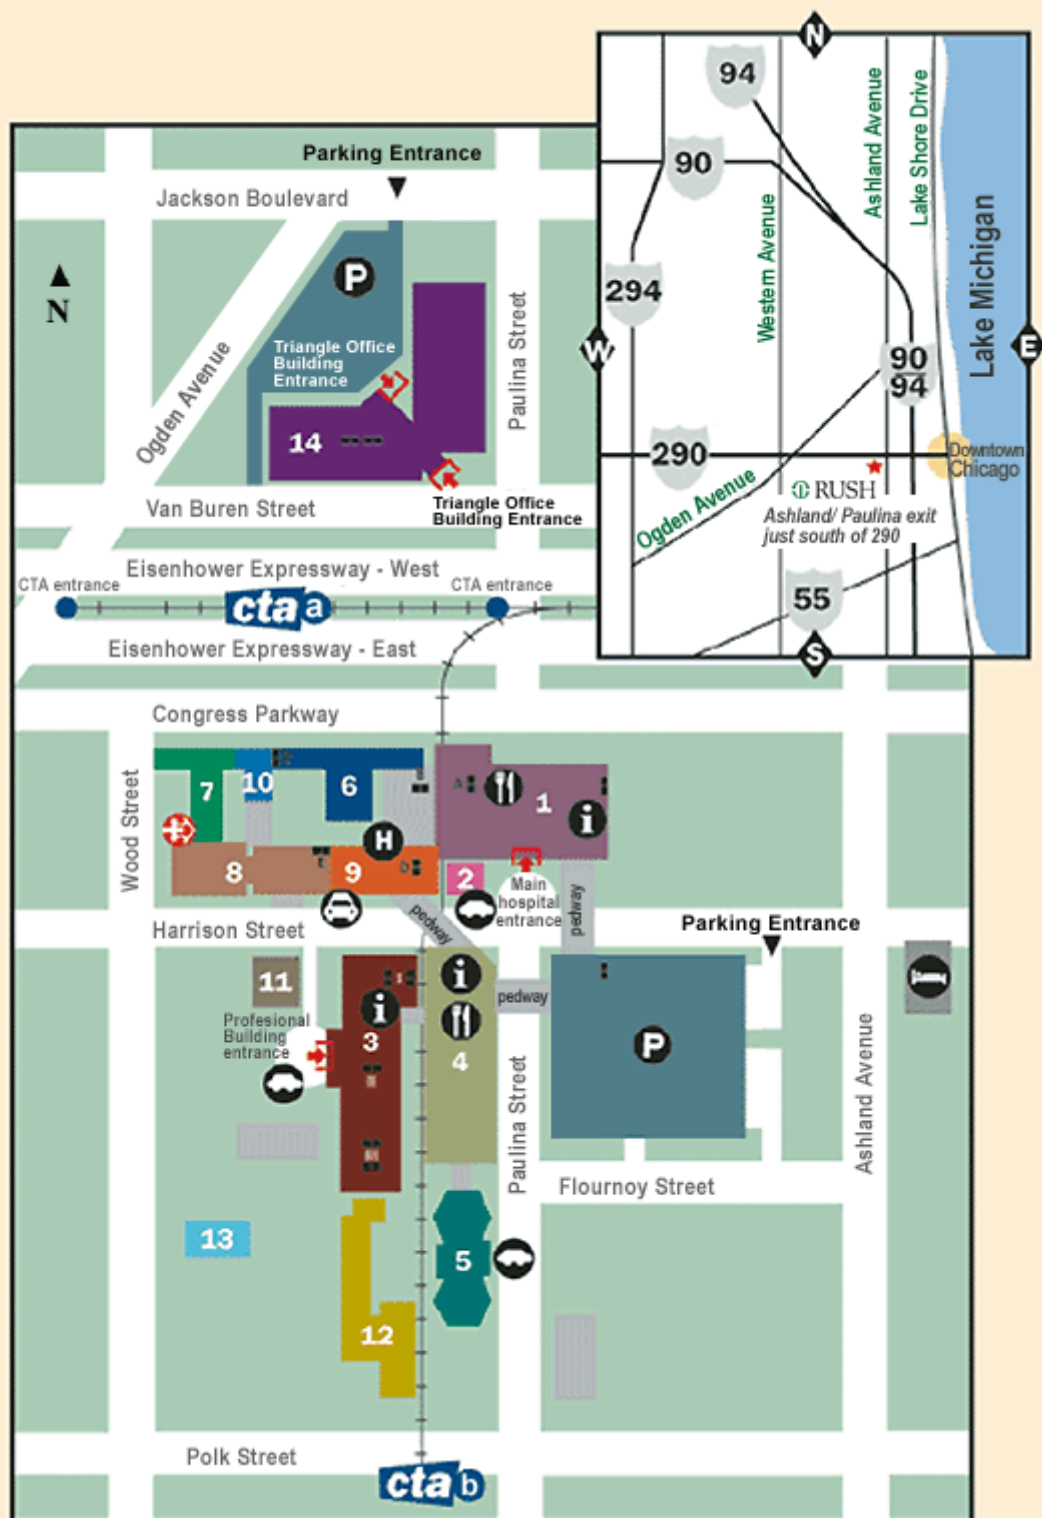 N
94
90
294
Western Avenue
Ashland Avenue
Lake Shore Drive
Lake Michigan
W
E
90
94
290
Downtown
Chicago
RUSH
Ogden Avenue
Ashland/ Paulina exit
just south of 290
55
S
Parking Entrance
Jackson Boulevard
N
P
Triangle Office
Building
Entrance
Paulina Street
Ogden Avenue
14
Van Buren Street
Triangle Office
Building Entrance
Eisenhower Expressway - West
CTA entrance
CTA entrance
cta a
Eisenhower Expressway - East
Congress Parkway
Wood Street
7
10
6
1
i
H
8
9
2
Main
hospital
entrance
pedway
pedway
Harrison Street
Parking Entrance
11
i
i
pedway
Profesional
Building
entrance
3
4
P
Paulina Street
Ashland Avenue
Flournoy Street
13
5
12
Polk Street
cta b